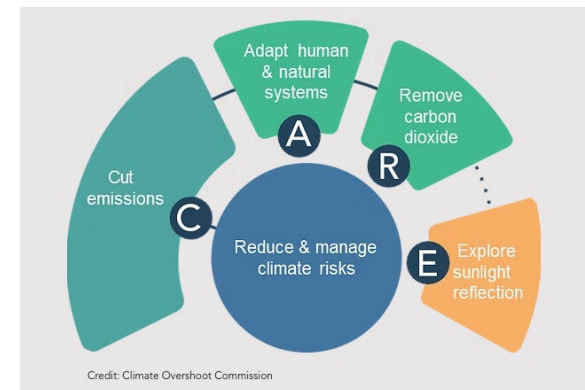 Adapt human
& natural
systems
A
Remove
carbon
dioxide
R
Cut
emissions
C
Reduce & manage
climate risks
E
Explore
sunlight
reflection
Credit: Climate Overshoot Commission